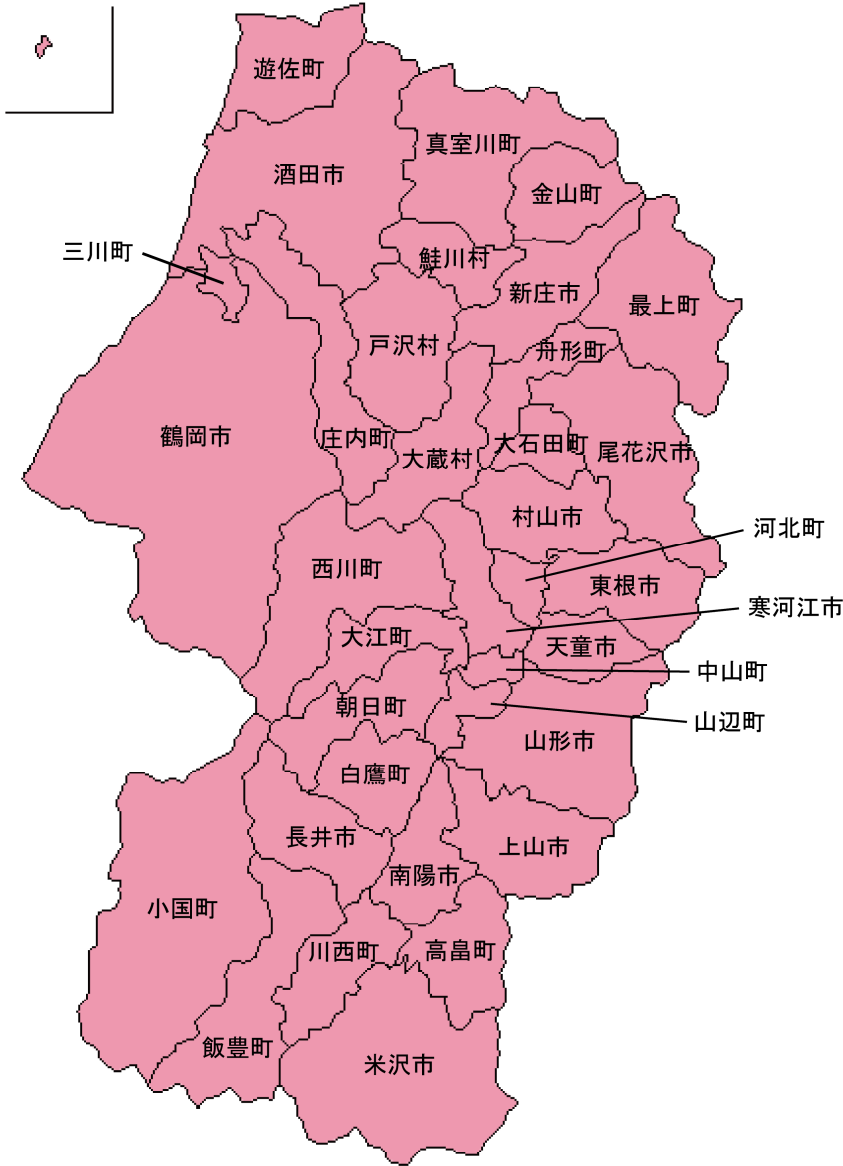 遊佐町
真室川町
酒田市
金山町
三川町
鮭川村
新庄市
最上町
戸沢村
舟形町
鶴岡市
庄内町
大石田町
尾花沢市
大蔵村
村山市
河北町
西川町
東根市
寒河江市
大江町
天童市
中山町
朝日町
山辺町
山形市
白鷹町
長井市
上山市
南陽市
小国町
川西町
高畠町
飯豊町
米沢市